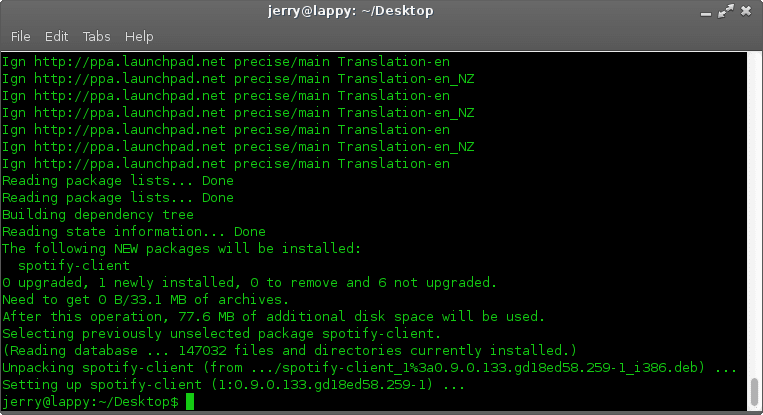 jerry@lappy: ~/Desktop
File Edit Tabs Help
Ign http://ppa.launchpad.net precise/main Translation-en
Ign http://ppa.launchpad.net precise/main Translation-en_NZ
Ign http://ppa.launchpad.net precise/main Translation-en
Ign http://ppa.launchpad.net precise/main Translation-en_NZ
Ign http://ppa.launchpad.net precise/main Translation-en
Ign http://ppa.launchpad.net precise/main Translation-en_NZ
Ign http://ppa.launchpad.net precise/main Translation-en
Reading package lists... Done
Reading package lists... Done
Building dependency tree
Reading state information... Done
The following NEW packages will be installed:
  spotify-client
0 upgraded, 1 newly installed, 0 to remove and 6 not upgraded.
Need to get 0 B/33.1 MB of archives.
After this operation, 77.6 MB of additional disk space will be used.
Selecting previously unselected package spotify-client.
(Reading database ... 147032 files and directories currently installed.)
Unpacking spotify-client (from .../spotify-client_1%3a0.9.0.133.gd18ed58.259-1_i386.deb) ...
Setting up spotify-client (1:0.9.0.133.gd18ed58.259-1) ...
jerry@lappy:~/Desktop$